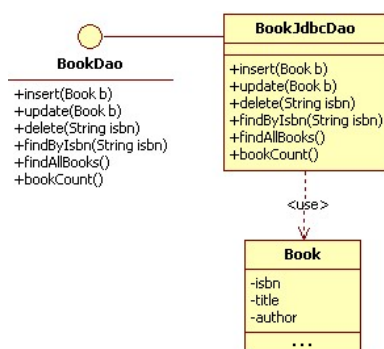 BookDao
+insert(Book b)
+update(Book b)
+delete(String isbn)
+findByIsbn(String isbn)
+findAllBooks()
+bookCount()
BookJdbcDao
+insert(Book b)
+update(Book b)
+delete(String isbn)
+findByIsbn(String isbn)
+findAllBooks()
+bookCount()
<use>
Book
-isbn
-title
-author
...